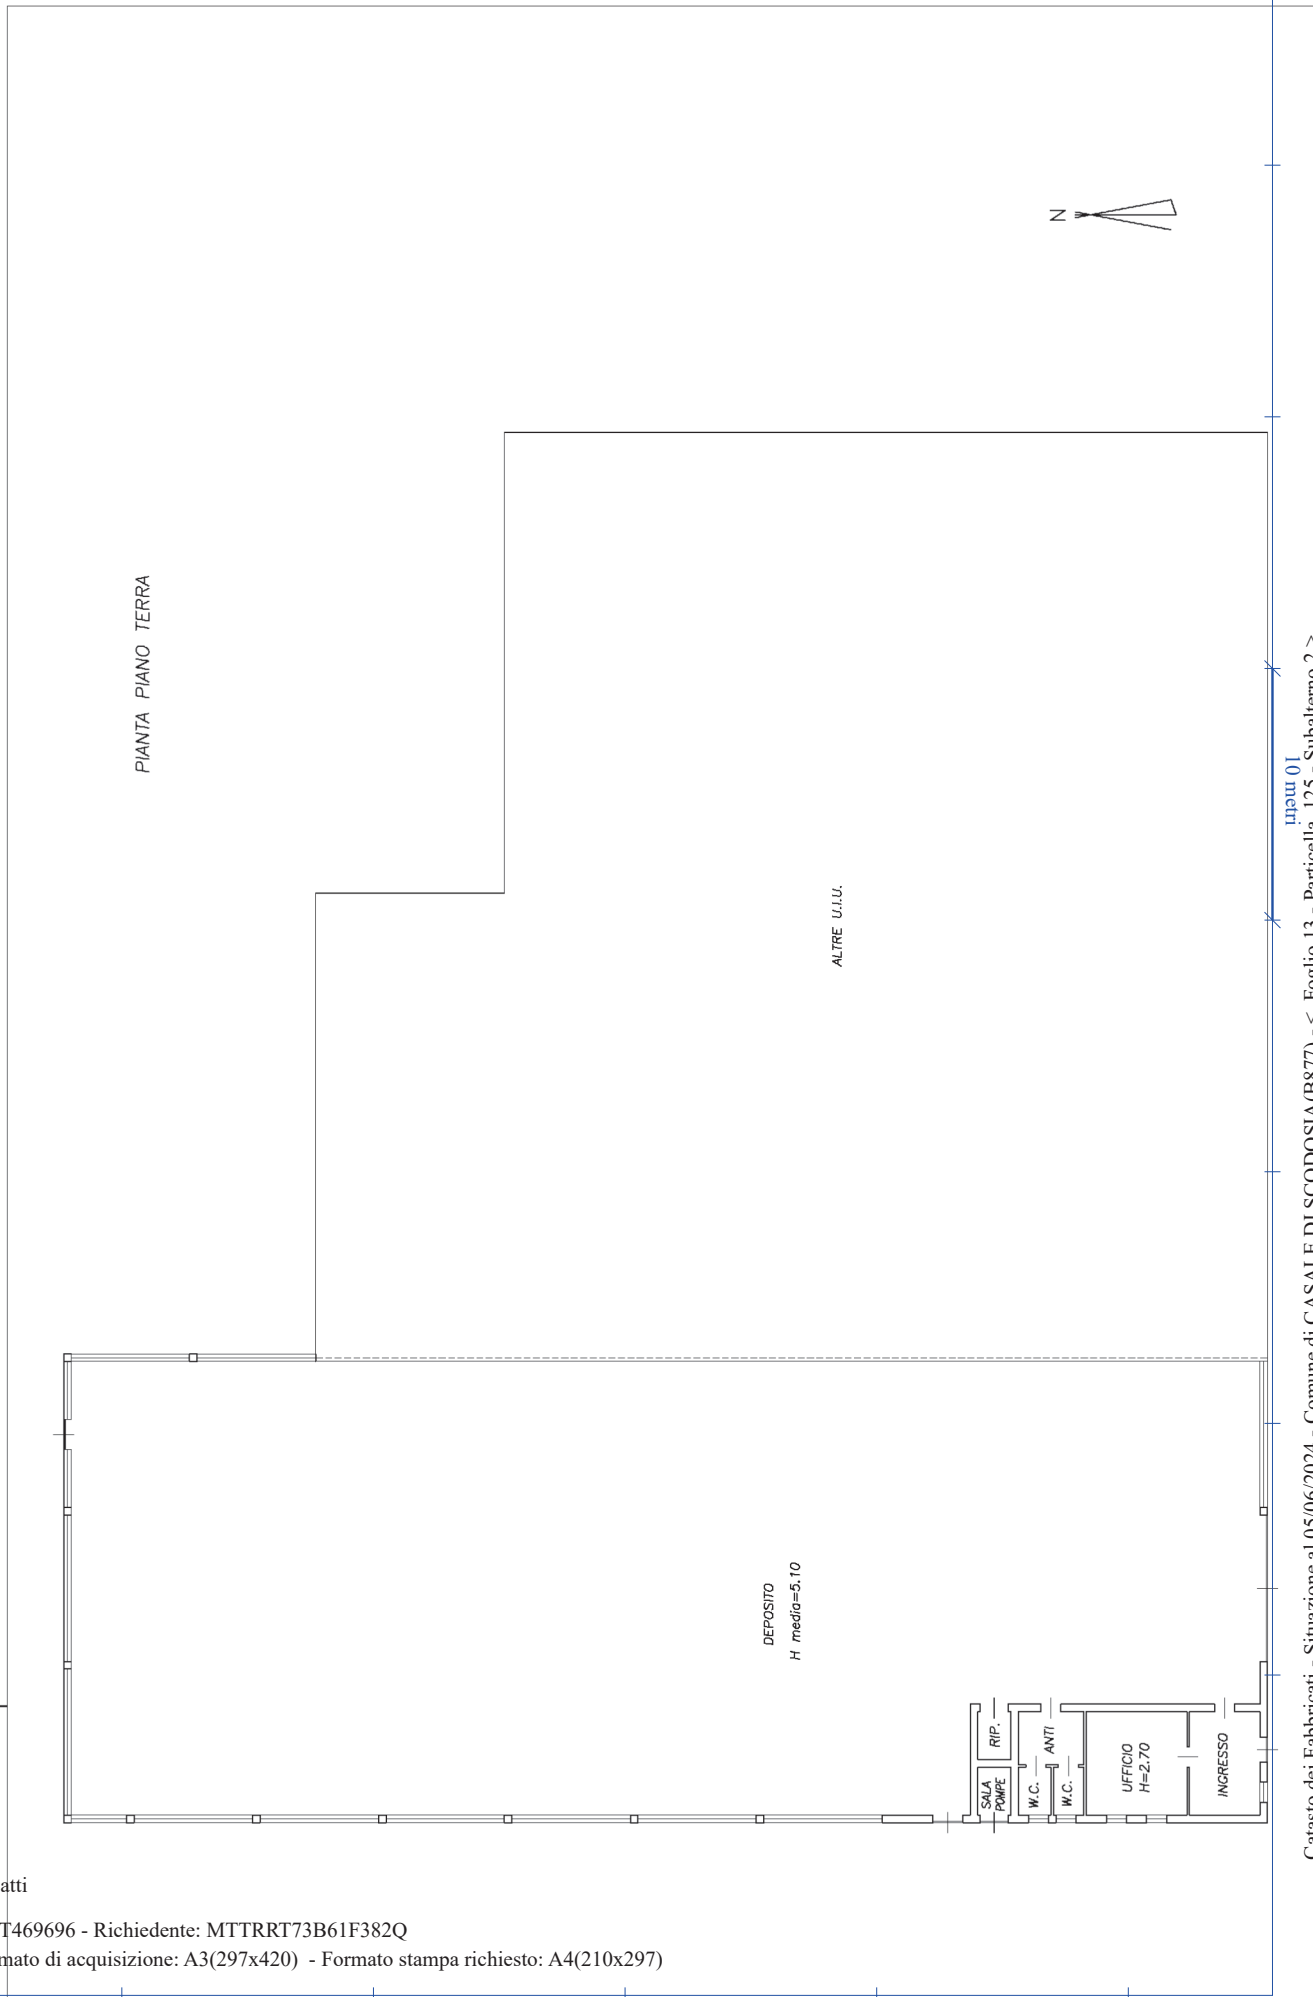 N
PIANTA PIANO TERRA
10 metri
ALTRE U.I.U.
DEPOSITO
H media=5.10
RIP.
ANTI
SALA
POMPE
W.C.
W.C.
UFFICIO
H=2.70
INGRESSO
Catasto dei Fabbricati - Situazione al 05/06/2024 - Comune di CASALE DI SCODOSIA(B877) - < Foglio 13 - Particella 125 - Subalterno 2 >
atti
T469696 - Richiedente: MTTRRT73B61F382Q
mato di acquisizione: A3(297x420) - Formato stampa richiesto: A4(210x297)